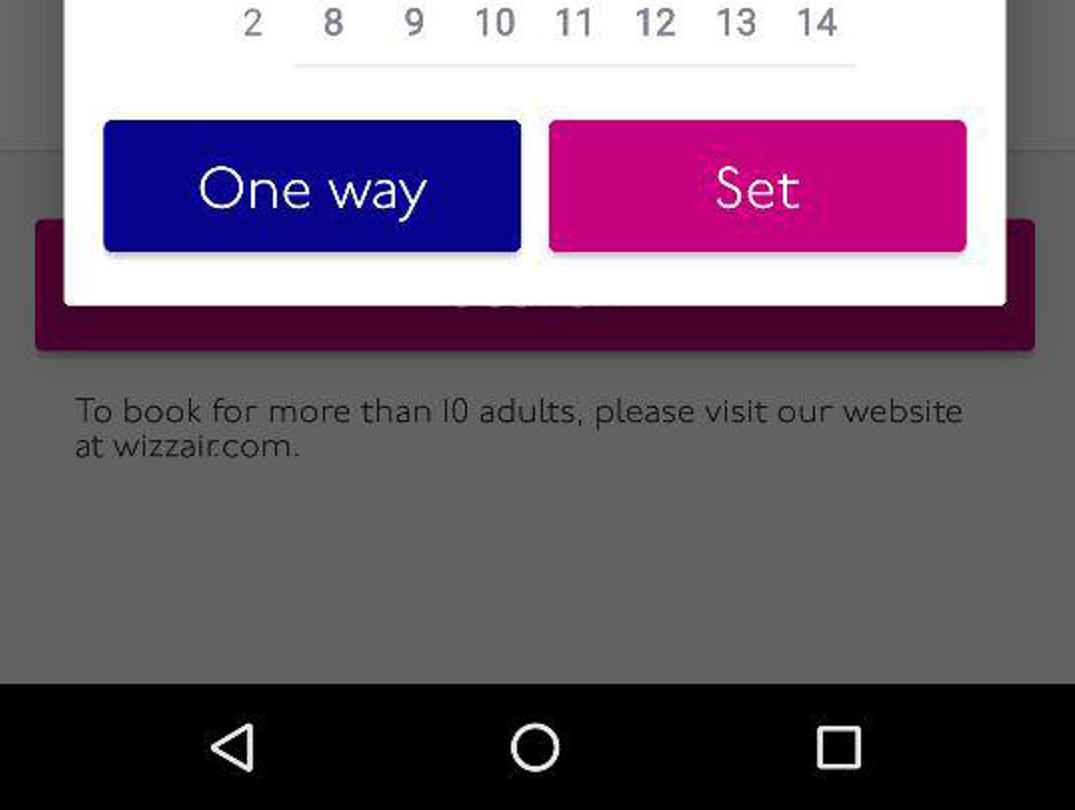 2 8 9 10 11 12 13 14
One way Set
To book for more than 10 adults, please visit our website
at wizzair.com.